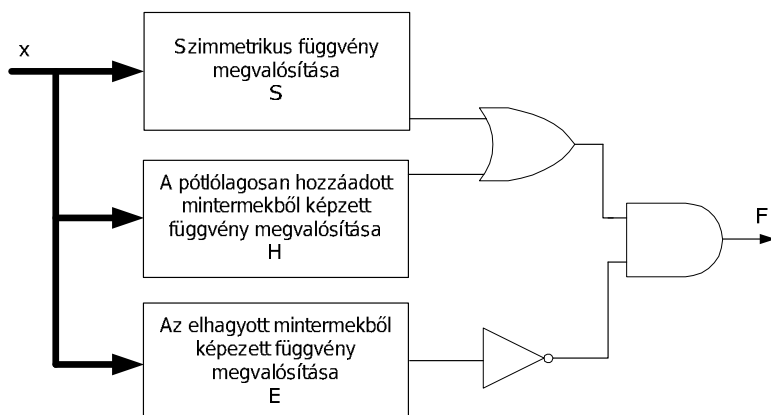 x
Szimmetrikus függvény
megvalósítása
S
A pótlólagosan hozzáadott
mintermekből képzett
függvény megvalósítása
H
Az elhagyott mintermekből
képezett függvény
megvalósítása
E
F